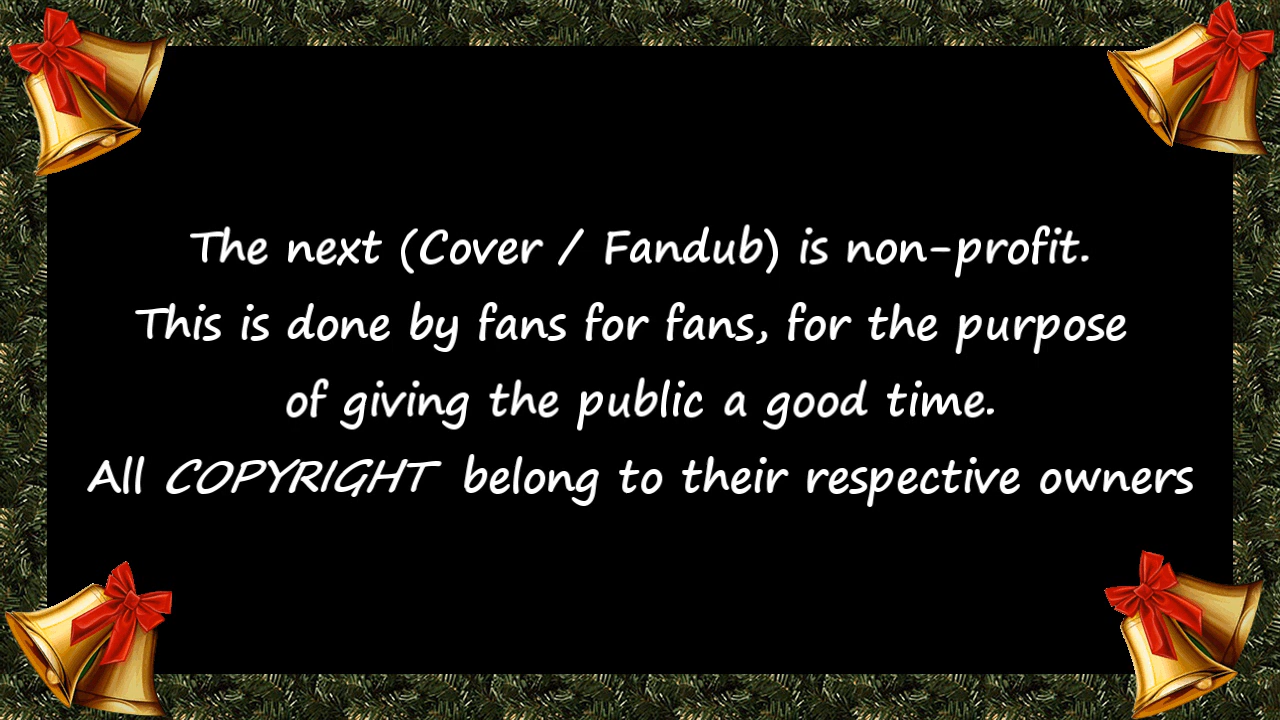 The next (Cover / Fandub) is non-profit.
This is done by fans for fans, for the purpose
of giving the public a good time.
All COPYRIGHT belong to their respective owners